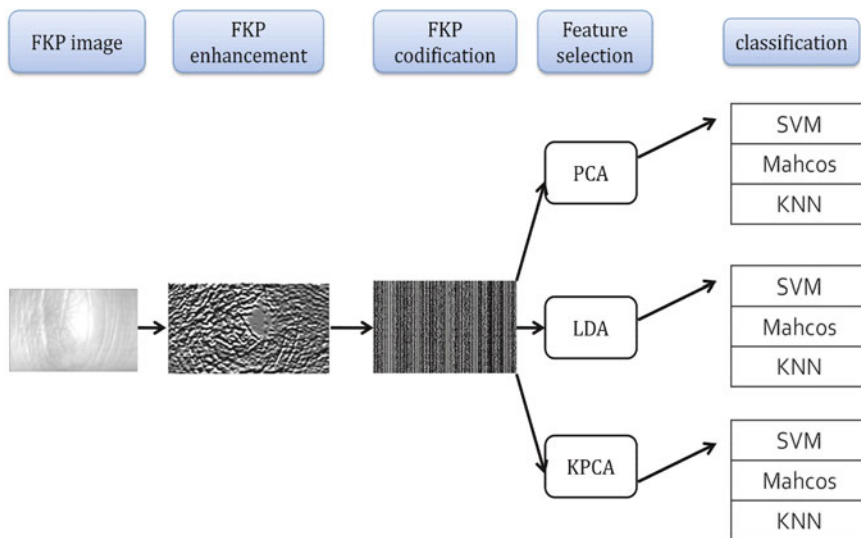 FKP image
FKP
enhancement
FKP
codification
Feature
selection
classification
PCA
SVM
Mahcos
KNN
LDA
SVM
Mahcos
KNN
KPCA
SVM
Mahcos
KNN